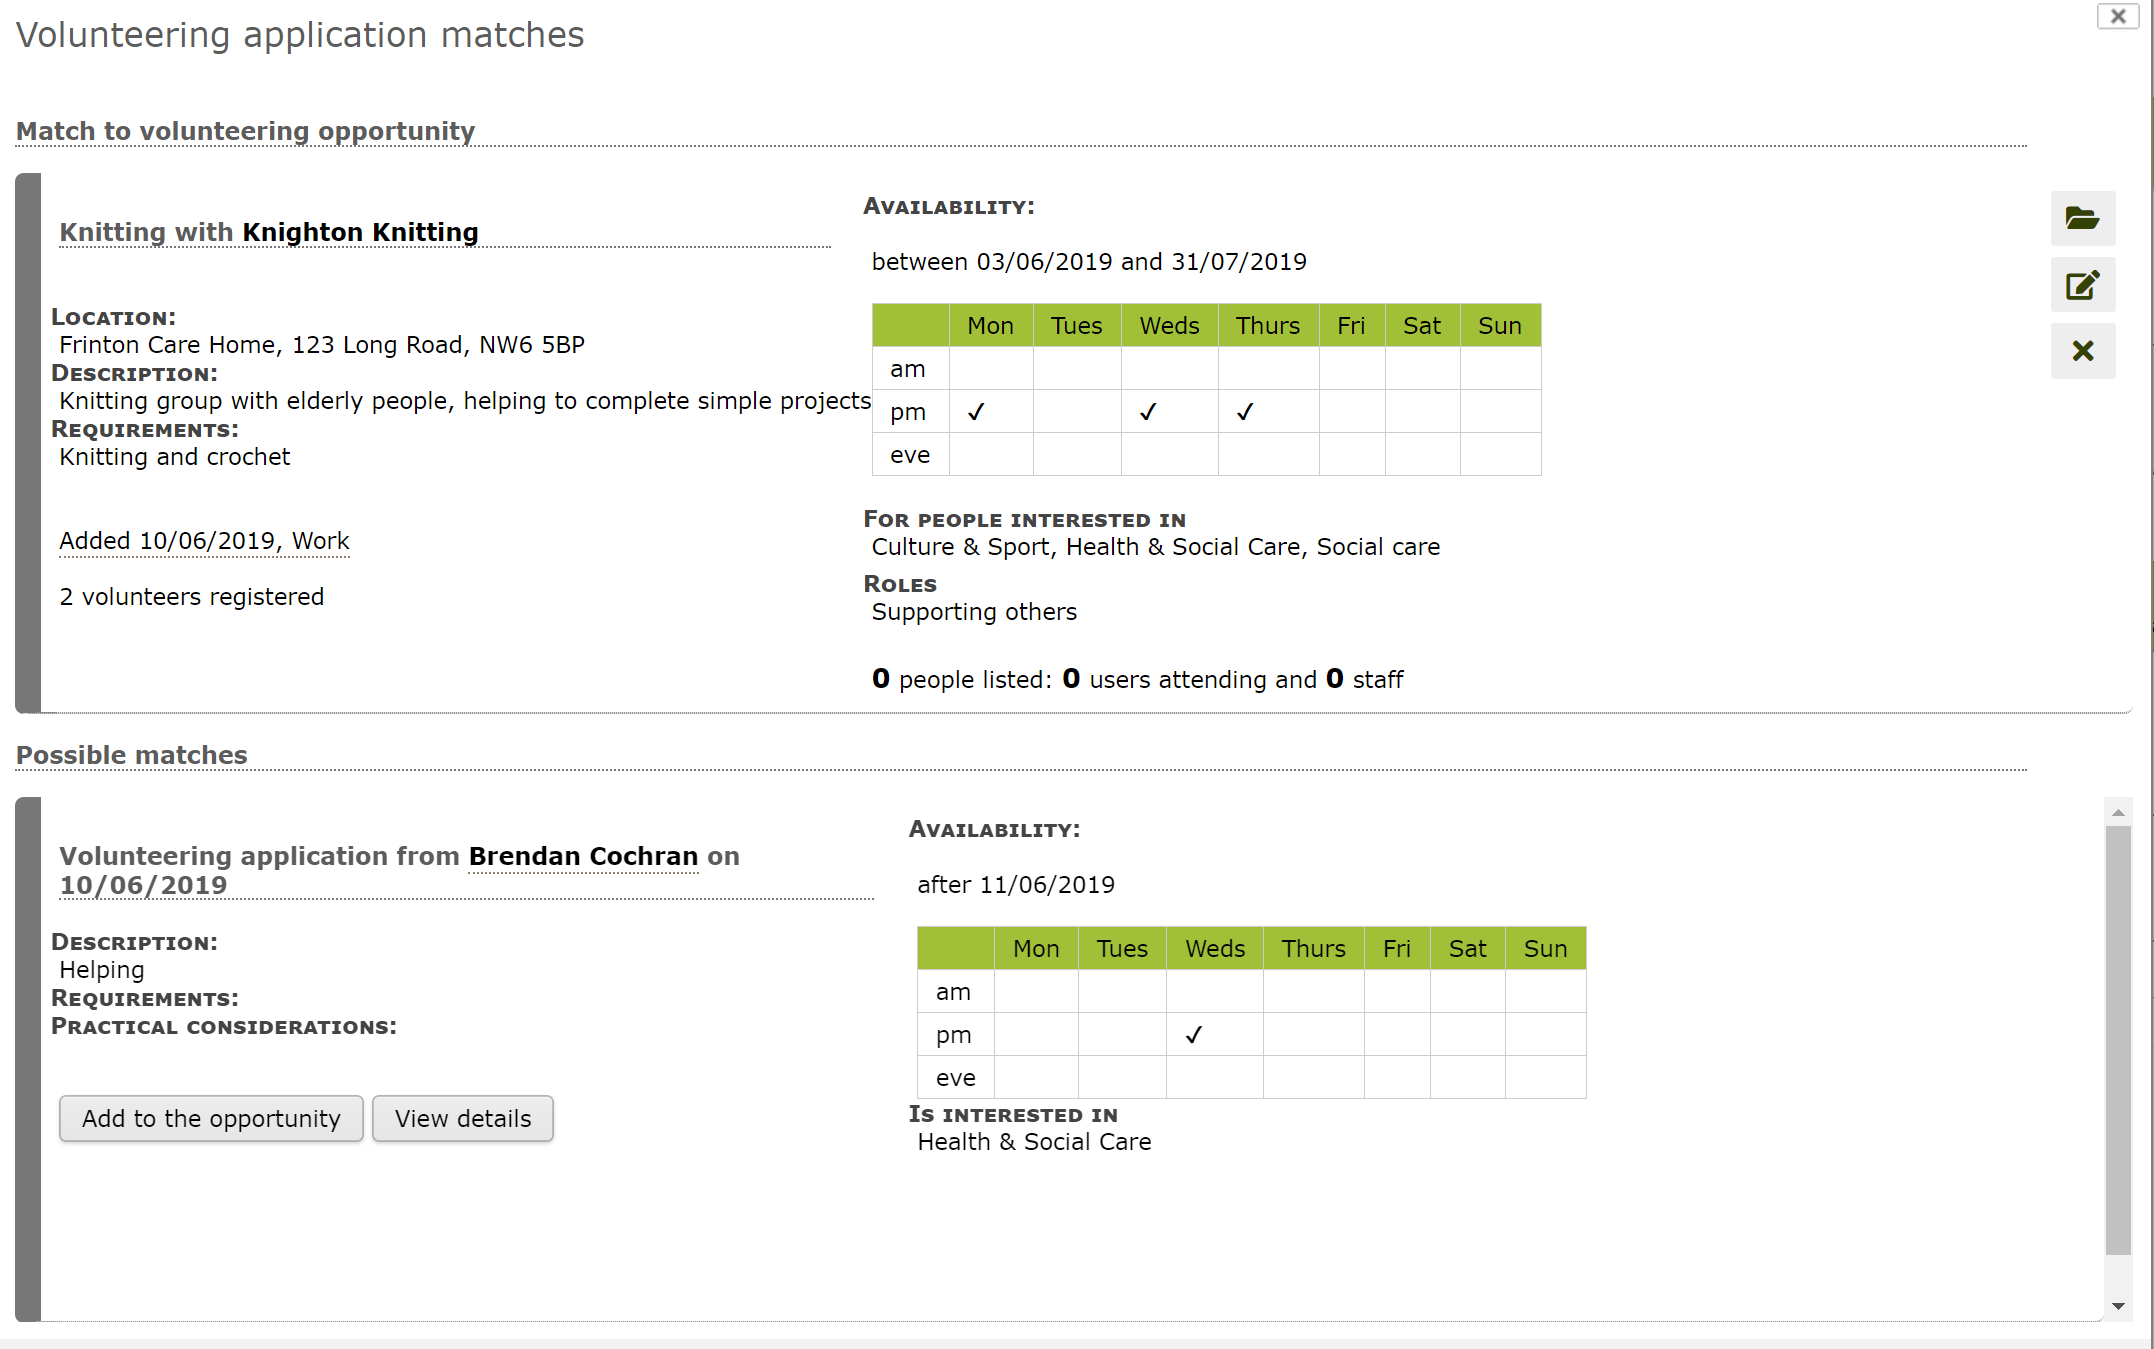 Volunteering application matches
Match to volunteering opportunity
Knitting with Knighton Knitting
LOCATION:
Frinton Care Home, 123 Long Road, NW6 5BP
DESCRIPTION:
Knitting group with elderly people, helping to complete simple projects
REQUIREMENTS:
Knitting and crochet
Added 10/06/2019, Work
2 volunteers registered
AVAILABILITY:
between 03/06/2019 and 31/07/2019
Mon Tues Weds Thurs Fri Sat Sun
am
pm ✓ ✓ ✓
eve
FOR PEOPLE INTERESTED IN
Culture & Sport, Health & Social Care, Social care
ROLES
Supporting others
0 people listed: 0 users attending and 0 staff
Possible matches
Volunteering application from Brendan Cochran on
10/06/2019
DESCRIPTION:
Helping
REQUIREMENTS:
PRACTICAL CONSIDERATIONS:
Add to the opportunity View details
AVAILABILITY:
after 11/06/2019
Mon Tues Weds Thurs Fri Sat Sun
am
pm ✓
eve
IS INTERESTED IN
Health & Social Care